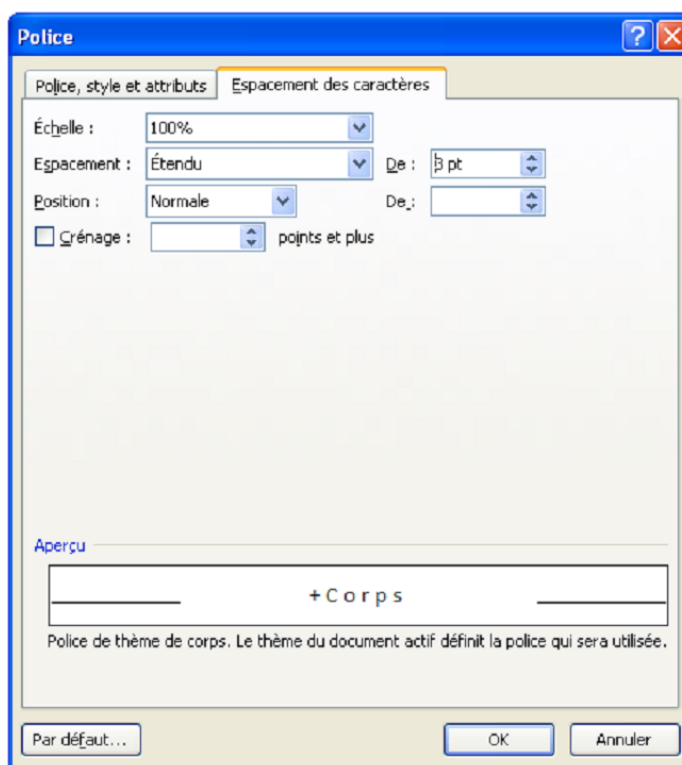 Police
Police, style et attributs Espacement des caractères
Échelle : 100%
Espacement : Étendu De : 3 pt
Position : Normale De : 
Crénage : points et plus
Aperçu
+Corps
Police de thème de corps. Le thème du document actif définit la police qui sera utilisée.
Par défaut... OK Annuler